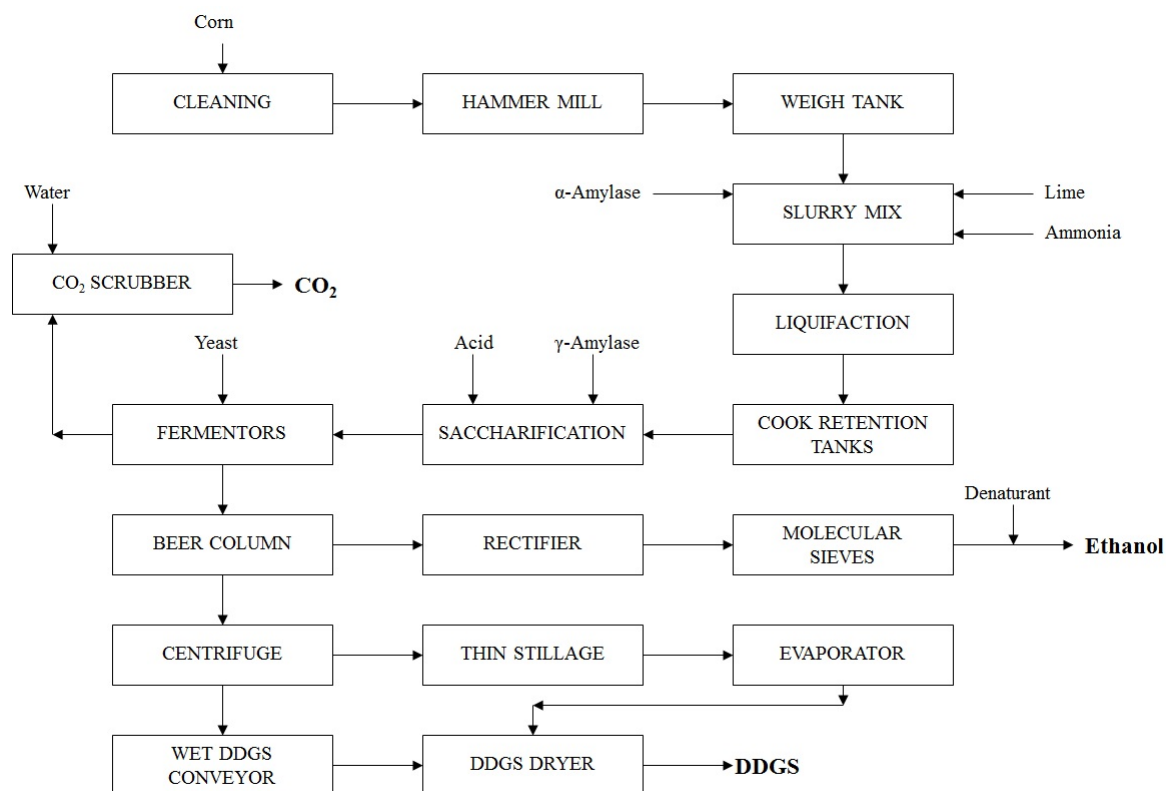 Corn
CLEANING
HAMMER MILL
WEIGH TANK
Water
α-Amylase
SLURRY MIX
Lime
Ammonia
CO₂ SCRUBBER
CO₂
LIQUIFACTION
Yeast
Acid
γ-Amylase
FERMENTORS
SACCHARIFICATION
COOK RETENTION
TANKS
Denaturant
BEER COLUMN
RECTIFIER
MOLECULAR
SIEVES
Ethanol
CENTRIFUGE
THIN STILLAGE
EVAPORATOR
WET DDGS
CONVEYOR
DDGS DRYER
DDGS